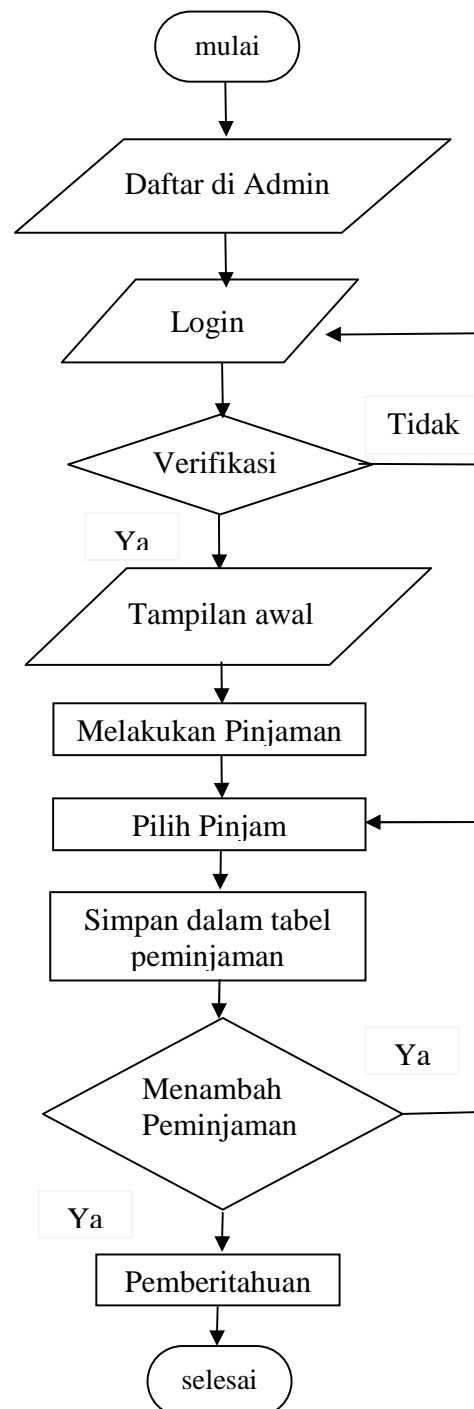 mulai
Daftar di Admin
Login
Tidak
Verifikasi
Ya
Tampilan awal
Melakukan Pinjaman
Pilih Pinjam
Simpan dalam tabel
peminjaman
Ya
Menambah
Peminjaman
Ya
Pemberitahuan
selesai